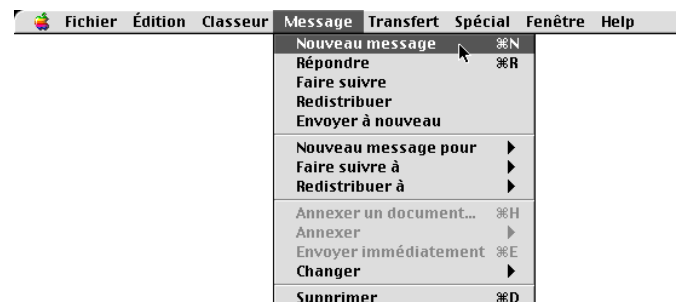 Fichier Édition Classeur Message Transfert Spécial Fenêtre Help
Nouveau message ⌘N
Répondre ⌘R
Faire suivre
Redistribuer
Envoyer à nouveau
Nouveau message pour
Faire suivre à
Redistribuer à
Annexer un document... ⌘H
Annexer
Envoyer immédiatement ⌘E
Changer
Supprimer ⌘D